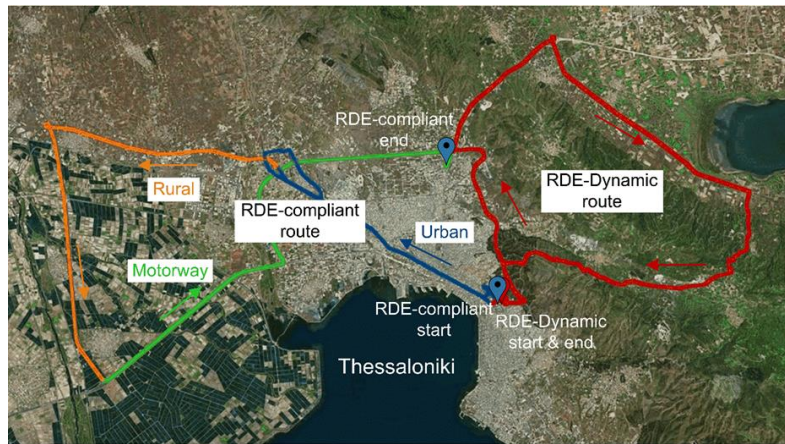 RDE-compliant
end
Rural
RDE-compliant
route
Urban
RDE-Dynamic
route
Motorway
RDE-compliant
start
RDE-Dynamic
start & end
Thessaloniki